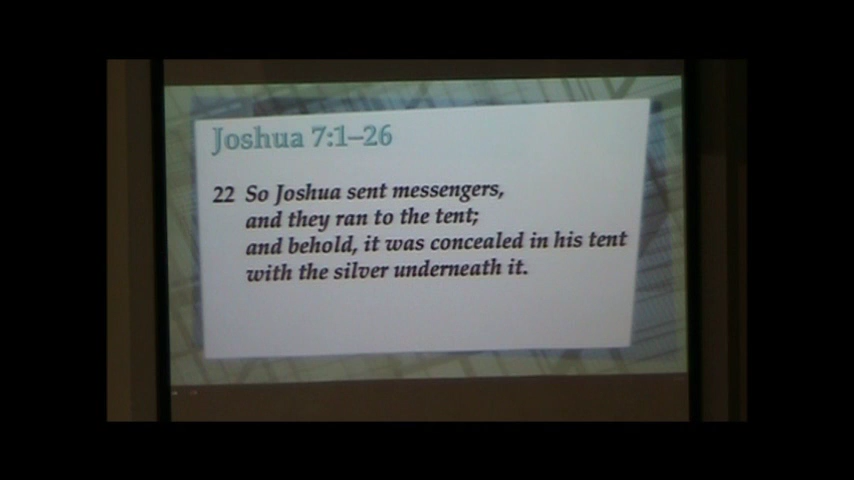 Joshua 7:1–26
22 So Joshua sent messengers,
and they ran to the tent;
and behold, it was concealed in his tent
with the silver underneath it.